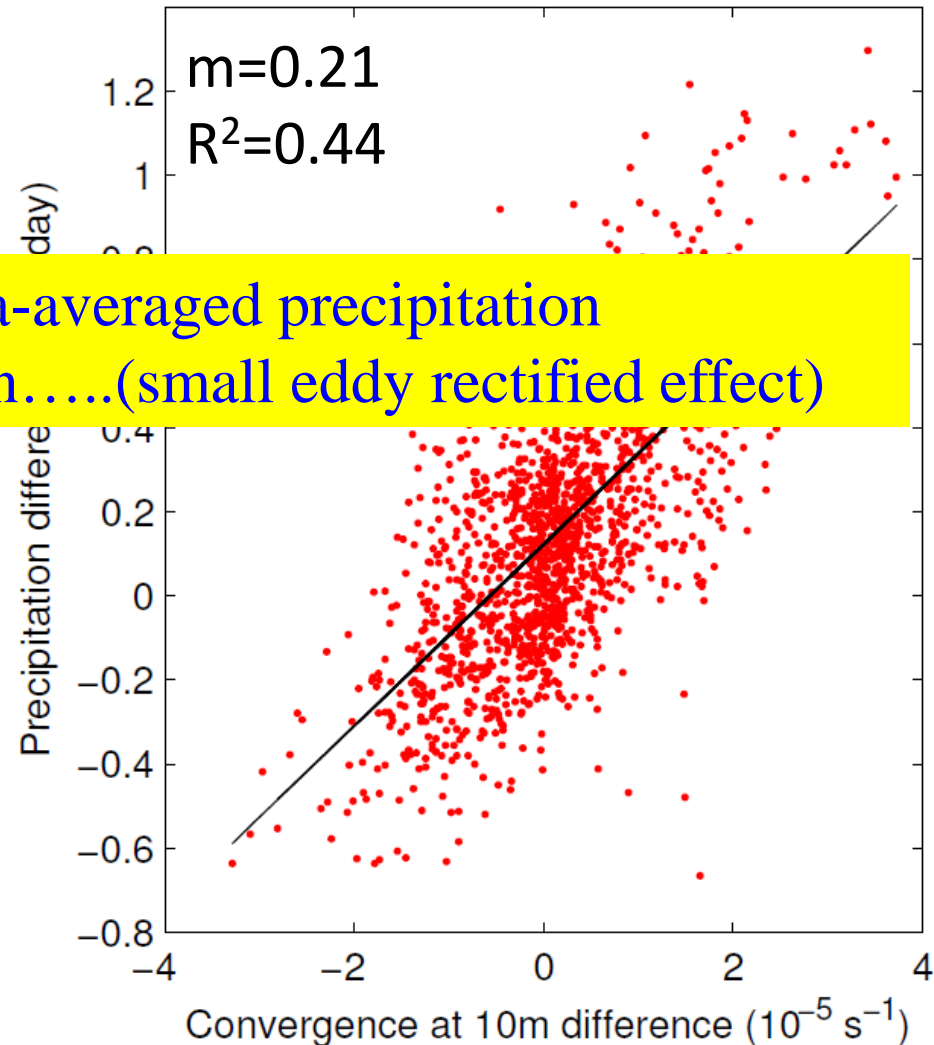 m=0.21
R²=0.44
1.2
1
0.8
averaged precipitation
…..(small eddy rectified effect)
0.4
0.2
0
−0.2
−0.4
−0.6
−0.8
−4
−2
0
2
4
Precipitation day)
Convergence at 10m difference (10⁻⁵ s⁻¹)